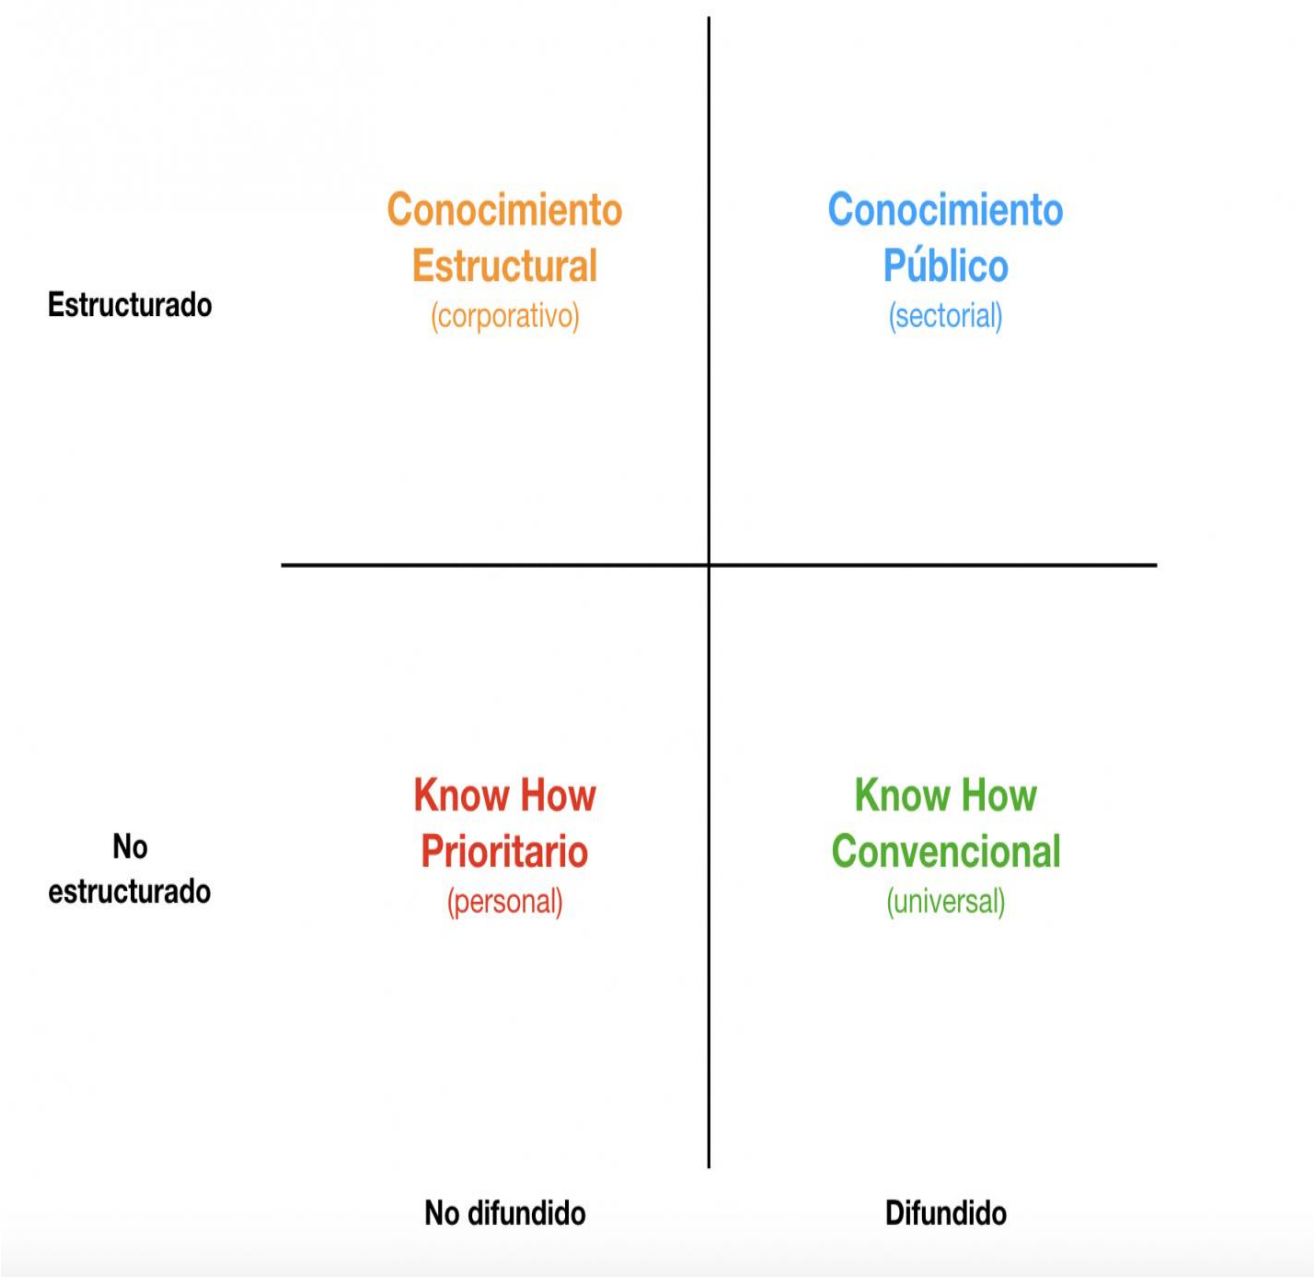 Conocimiento
Estructural
(corporativo)
Conocimiento
Público
(sectorial)
Estructurado
Know How
Prioritario
(personal)
Know How
Convencional
(universal)
No
estructurado
No difundido
Difundido